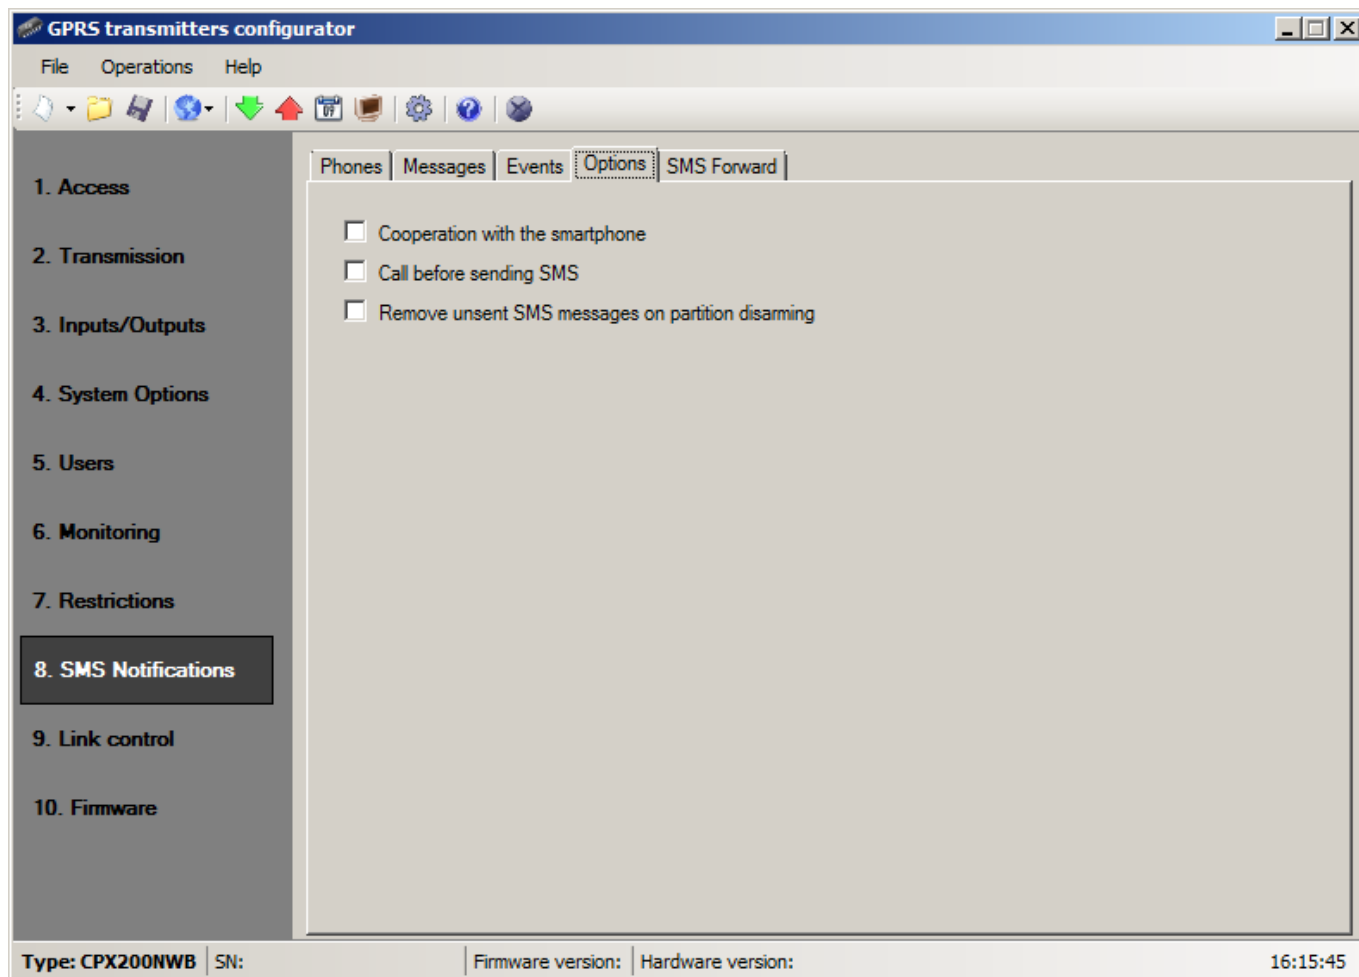 GPRS transmitters configurator
File Operations Help
09
Phones Messages Events Options SMS Forward
1. Access
2. Transmission
3. Inputs/Outputs
4. System Options
5. Users
6. Monitoring
7. Restrictions
8. SMS Notifications
9. Link control
10. Firmware
Cooperation with the smartphone
Call before sending SMS
Remove unsent SMS messages on partition disarming
Type: CPX200NWB SN: Firmware version: Hardware version: 16:15:45